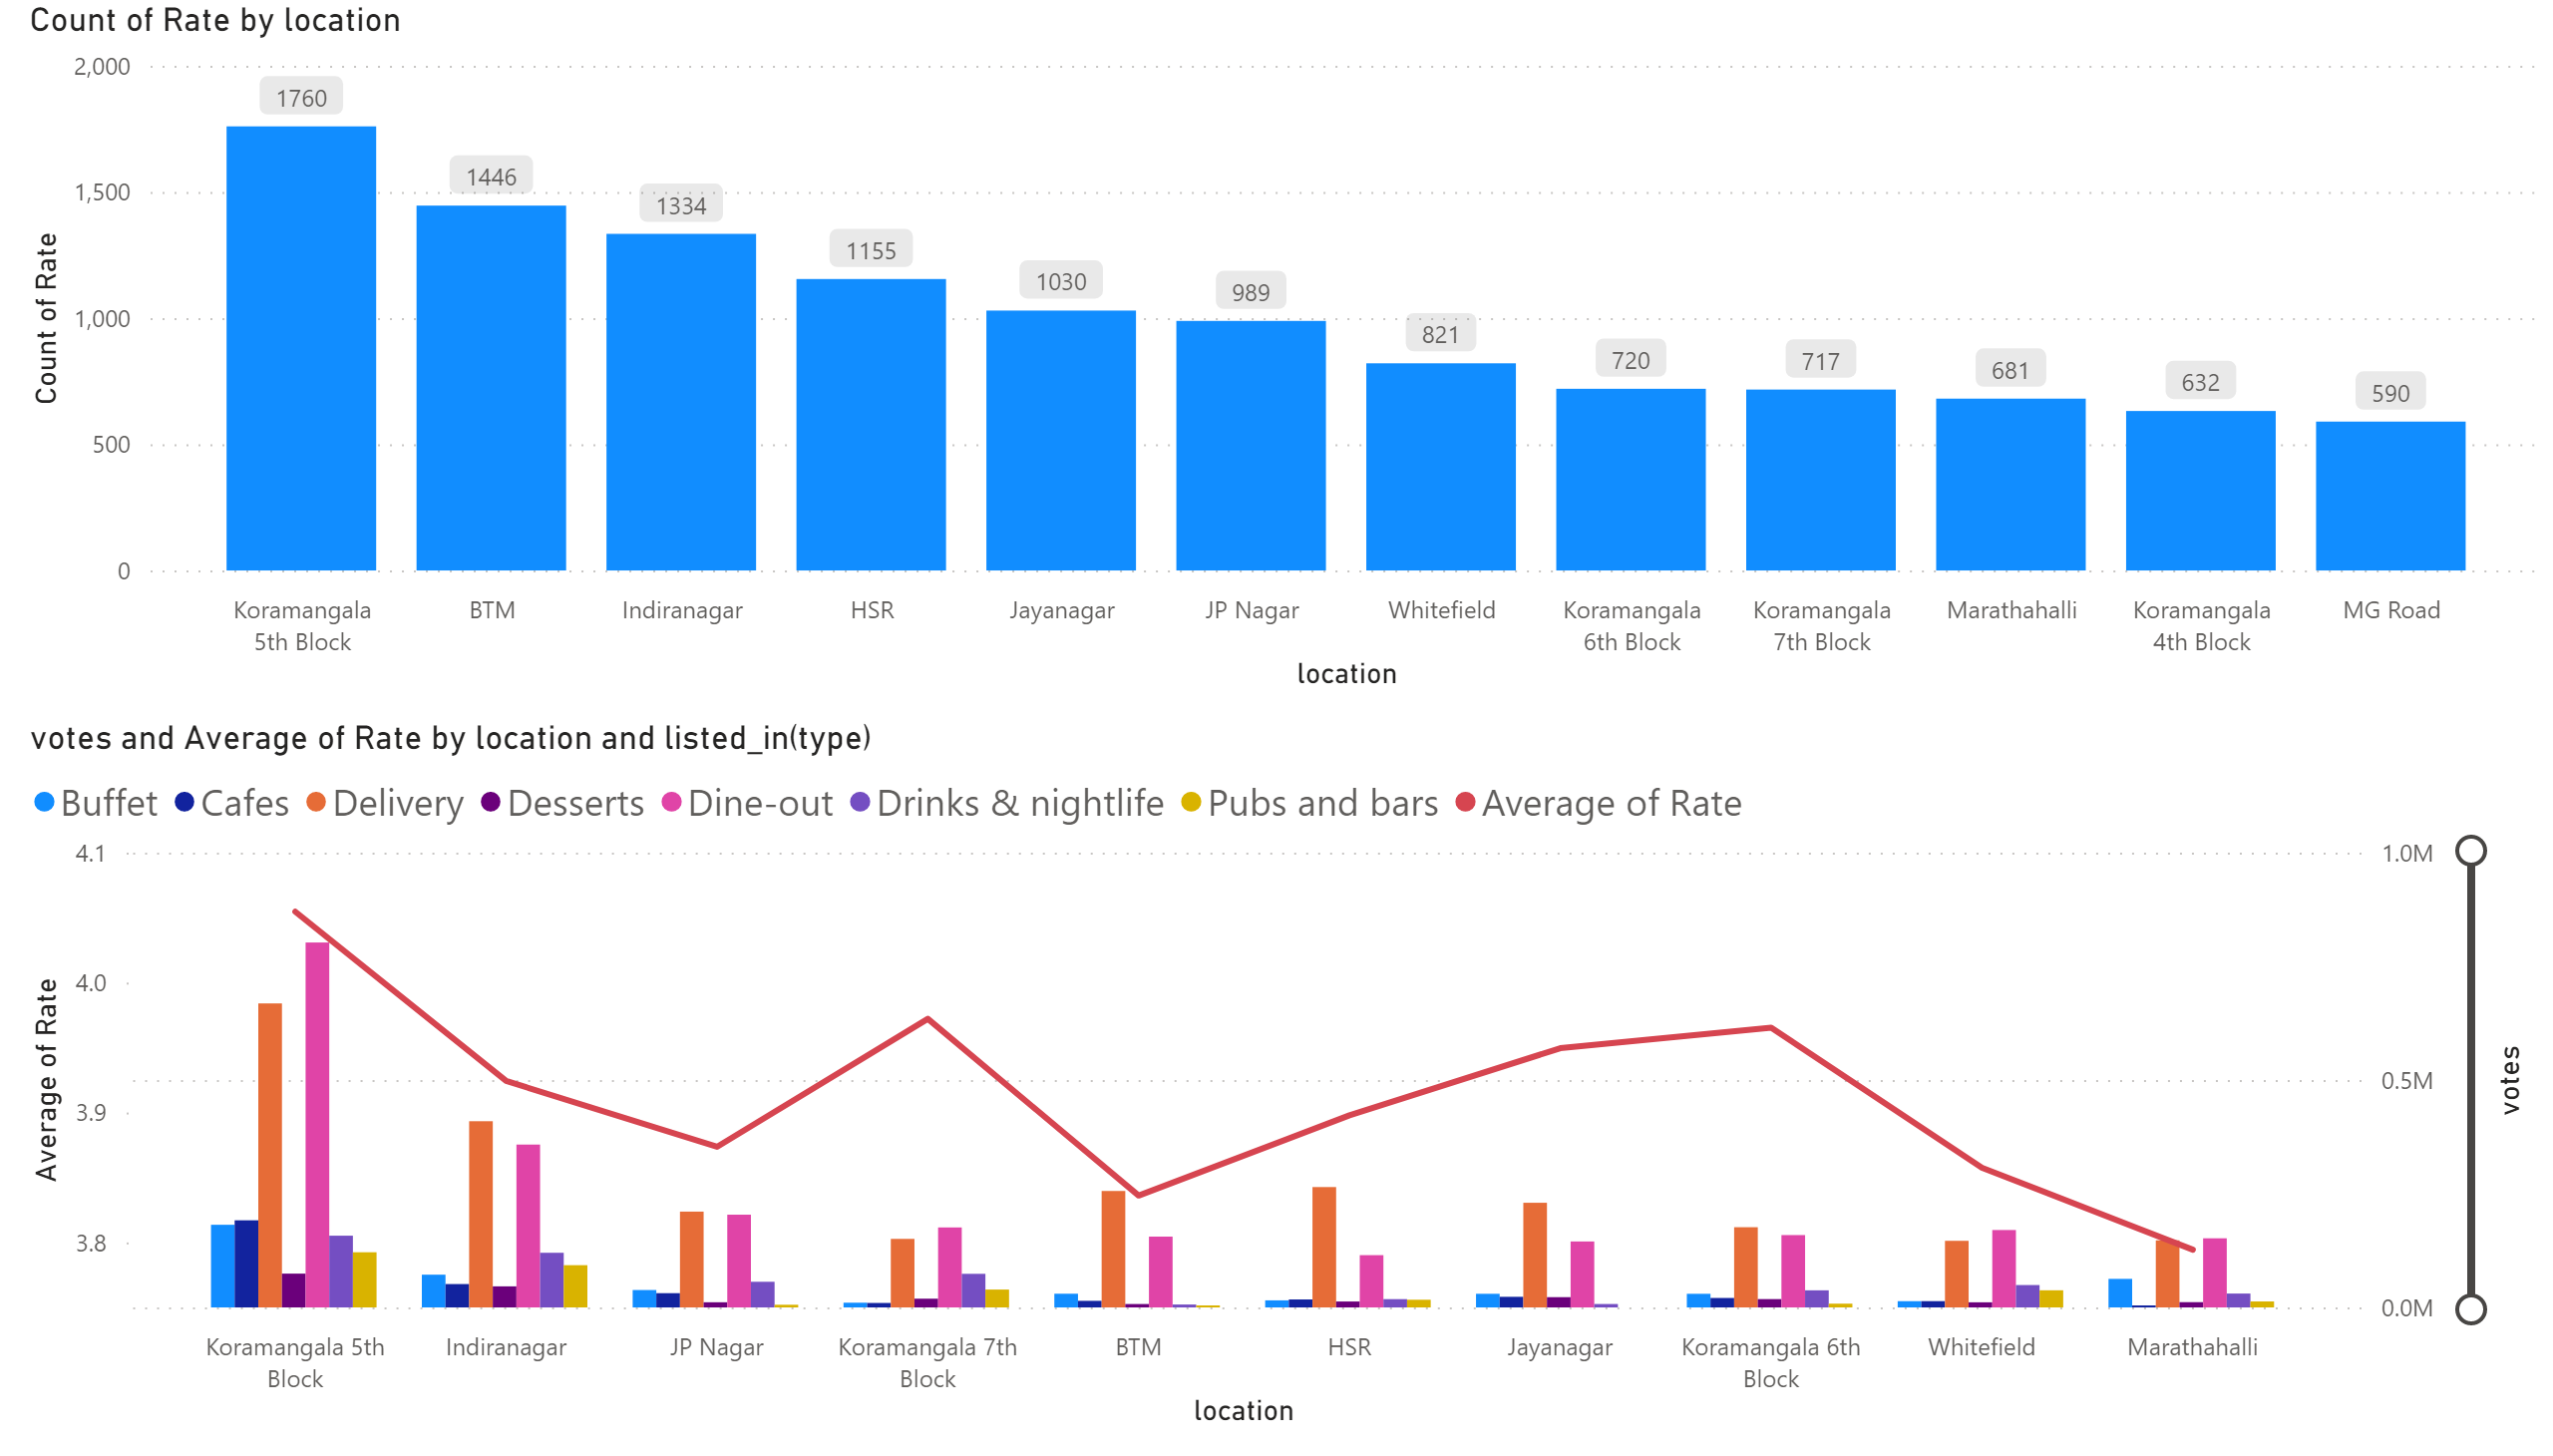 Count of Rate by location
2,000
1,500
1,000
500
0
Count of Rate
1760
1446
1334
1155
1030
989
821
720
717
681
632
590
Koramangala
5th Block
BTM
Indiranagar
HSR
Jayanagar
JP Nagar
Whitefield
Koramangala
6th Block
Koramangala
7th Block
Marathahalli
Koramangala
4th Block
MG Road
location
votes and Average of Rate by location and listed_in(type)
Buffet Cafes Delivery Desserts Dine-out Drinks & nightlife Pubs and bars Average of Rate
4.1
4.0
3.9
3.8
Average of Rate
1.0M
0.5M
0.0M
votes
Koramangala 5th
Block
Indiranagar
JP Nagar
Koramangala 7th
Block
BTM
HSR
Jayanagar
Koramangala 6th
Block
Whitefield
Marathahalli
location